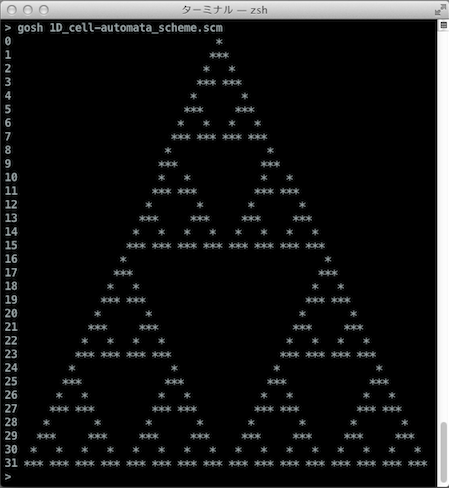 ターミナル — zsh
> gosh 1D_cell-automata_scheme.scm
0                                 *
1                                ***
2                               *   *
3                              *** ***
4                             *       *
5                            ***     ***
6                           *   *   *   *
7                          *** *** *** ***
8                         *               *
9                        ***             ***
10                      *   *           *   *
11                     *** ***         *** ***
12                    *       *       *       *
13                   ***     ***     ***     ***
14                  *   *   *   *   *   *   *   *
15                 *** *** *** *** *** *** *** ***
16                *                               *
17               ***                             ***
18              *   *                           *   *
19             *** ***                         *** ***
20            *       *                       *       *
21           ***     ***                     ***     ***
22          *   *   *   *                   *   *   *   *
23         *** *** *** ***                 *** *** *** ***
24        *               *               *               *
25       ***             ***             ***             ***
26      *   *           *   *           *   *           *   *
27     *** ***         *** ***         *** ***         *** ***
28    *       *       *       *       *       *       *       *
29   ***     ***     ***     ***     ***     ***     ***     ***
30  *   *   *   *   *   *   *   *   *   *   *   *   *   *   *   *
31 *** *** *** *** *** *** *** *** *** *** *** *** *** *** *** ***
>